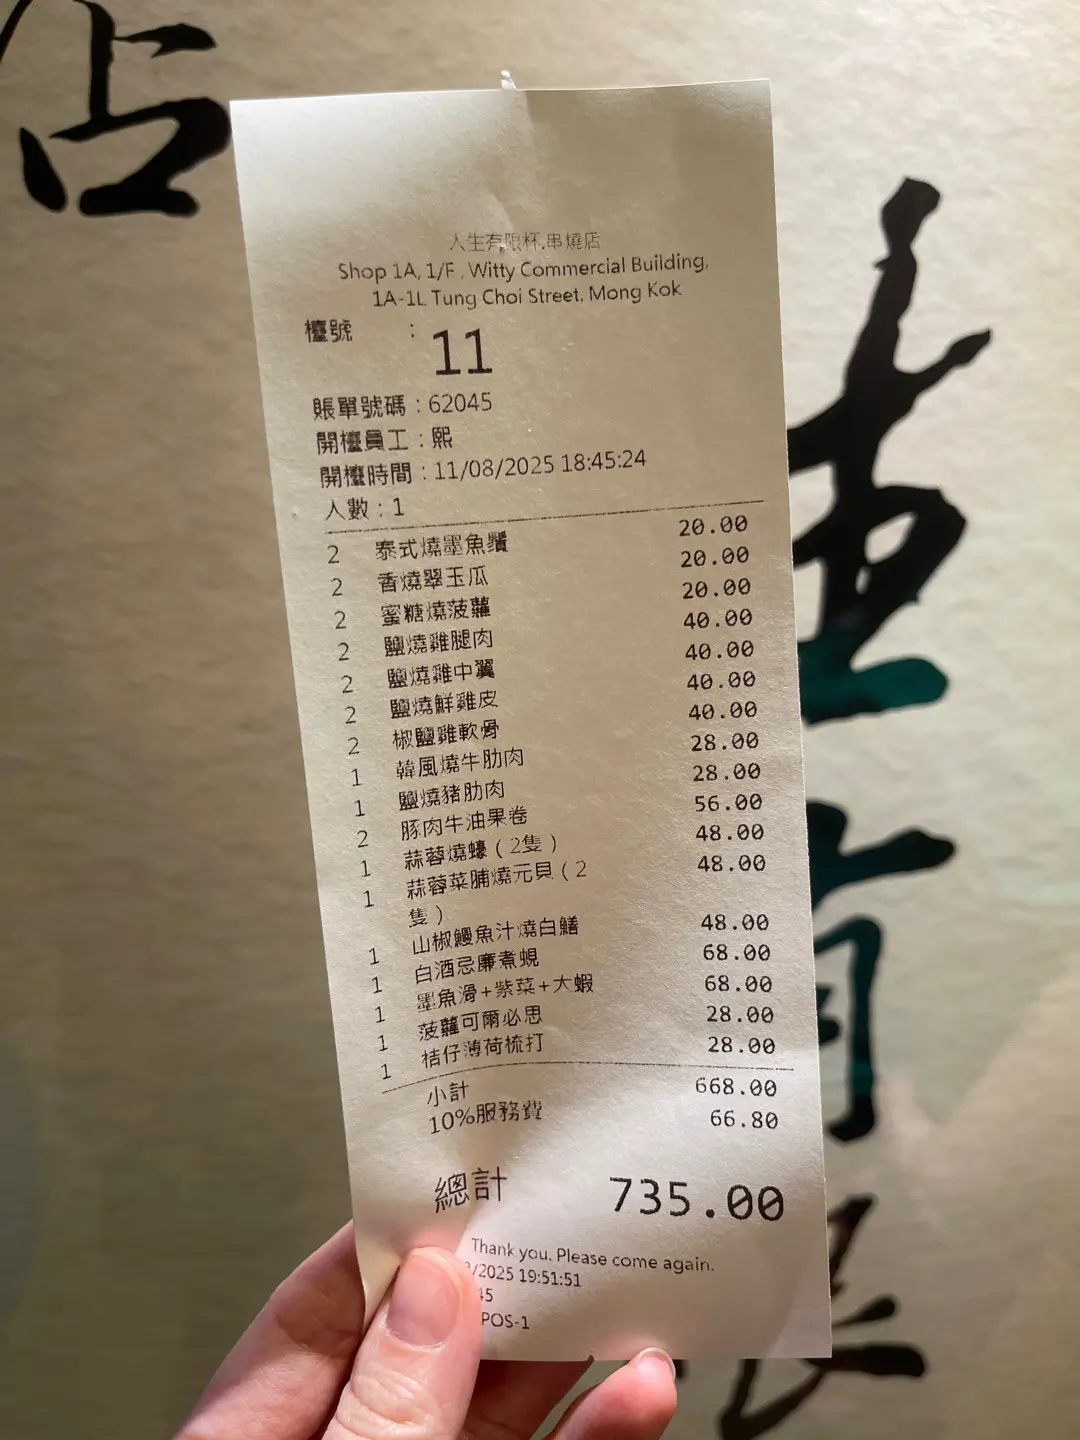 占
人生有限杯.串燒店
Shop 1A, 1/F , Witty Commercial Building,
1A-1L Tung Choi Street, Mong Kok
檯號 : 11
賬單號碼 : 62045
開檯員工 : 熙
開檯時間 : 11/08/2025 18:45:24
人數 : 1
2 泰式燒墨魚鬚 20.00
2 香燒翠玉瓜 20.00
2 蜜糖燒菠蘿 20.00
2 鹽燒雞腿肉 40.00
2 鹽燒雞中翼 40.00
2 鹽燒鮮雞皮 40.00
2 椒鹽雞軟骨 40.00
1 韓風燒牛肋肉 28.00
1 鹽燒豬肋肉 28.00
2 豚肉牛油果卷 56.00
1 蒜蓉燒蠔（2隻） 48.00
1 蒜蓉菜脯燒元貝（2 48.00
隻）
1 山椒鰻魚汁燒白鱔 48.00
1 白酒忌廉煮蜆 68.00
1 墨魚滑+紫菜+大蝦 68.00
1 菠蘿可爾必思 28.00
1 桔仔薄荷梳打 28.00
小計 668.00
10%服務費 66.80
總計 735.00
Thank you. Please come again.
/2025 19:51:51
45
POS-1